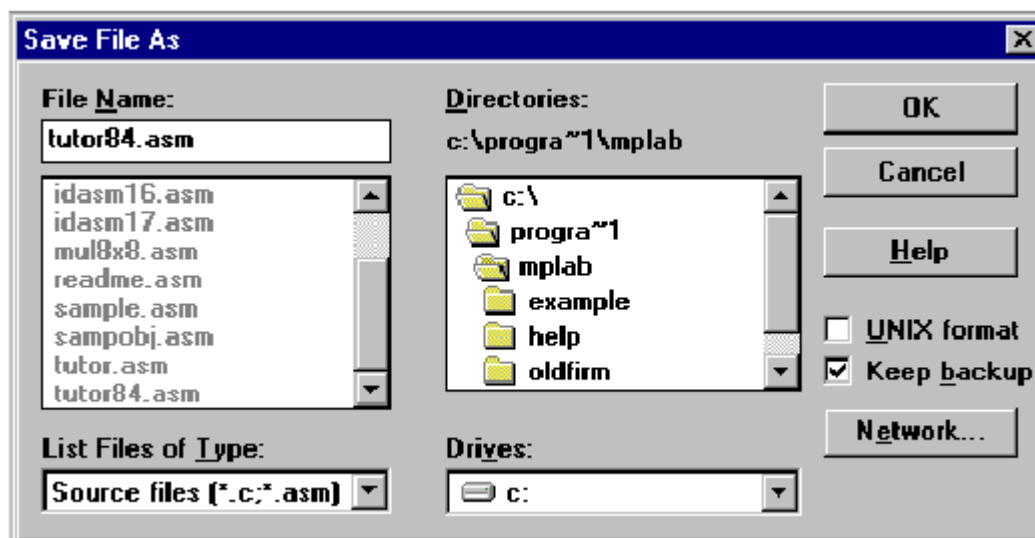 Save File As
File Name:
tutor84.asm
idasm16.asm
idasm17.asm
mul8x8.asm
readme.asm
sample.asm
sampobj.asm
tutor.asm
tutor84.asm
List Files of Type:
Source files (*.c;*.asm)
Directories:
c:\progra~1\mplab
c:\
progra~1
mplab
example
help
oldfirm
Drives:
c:
OK
Cancel
Help
UNIX format
Keep backup
Network...